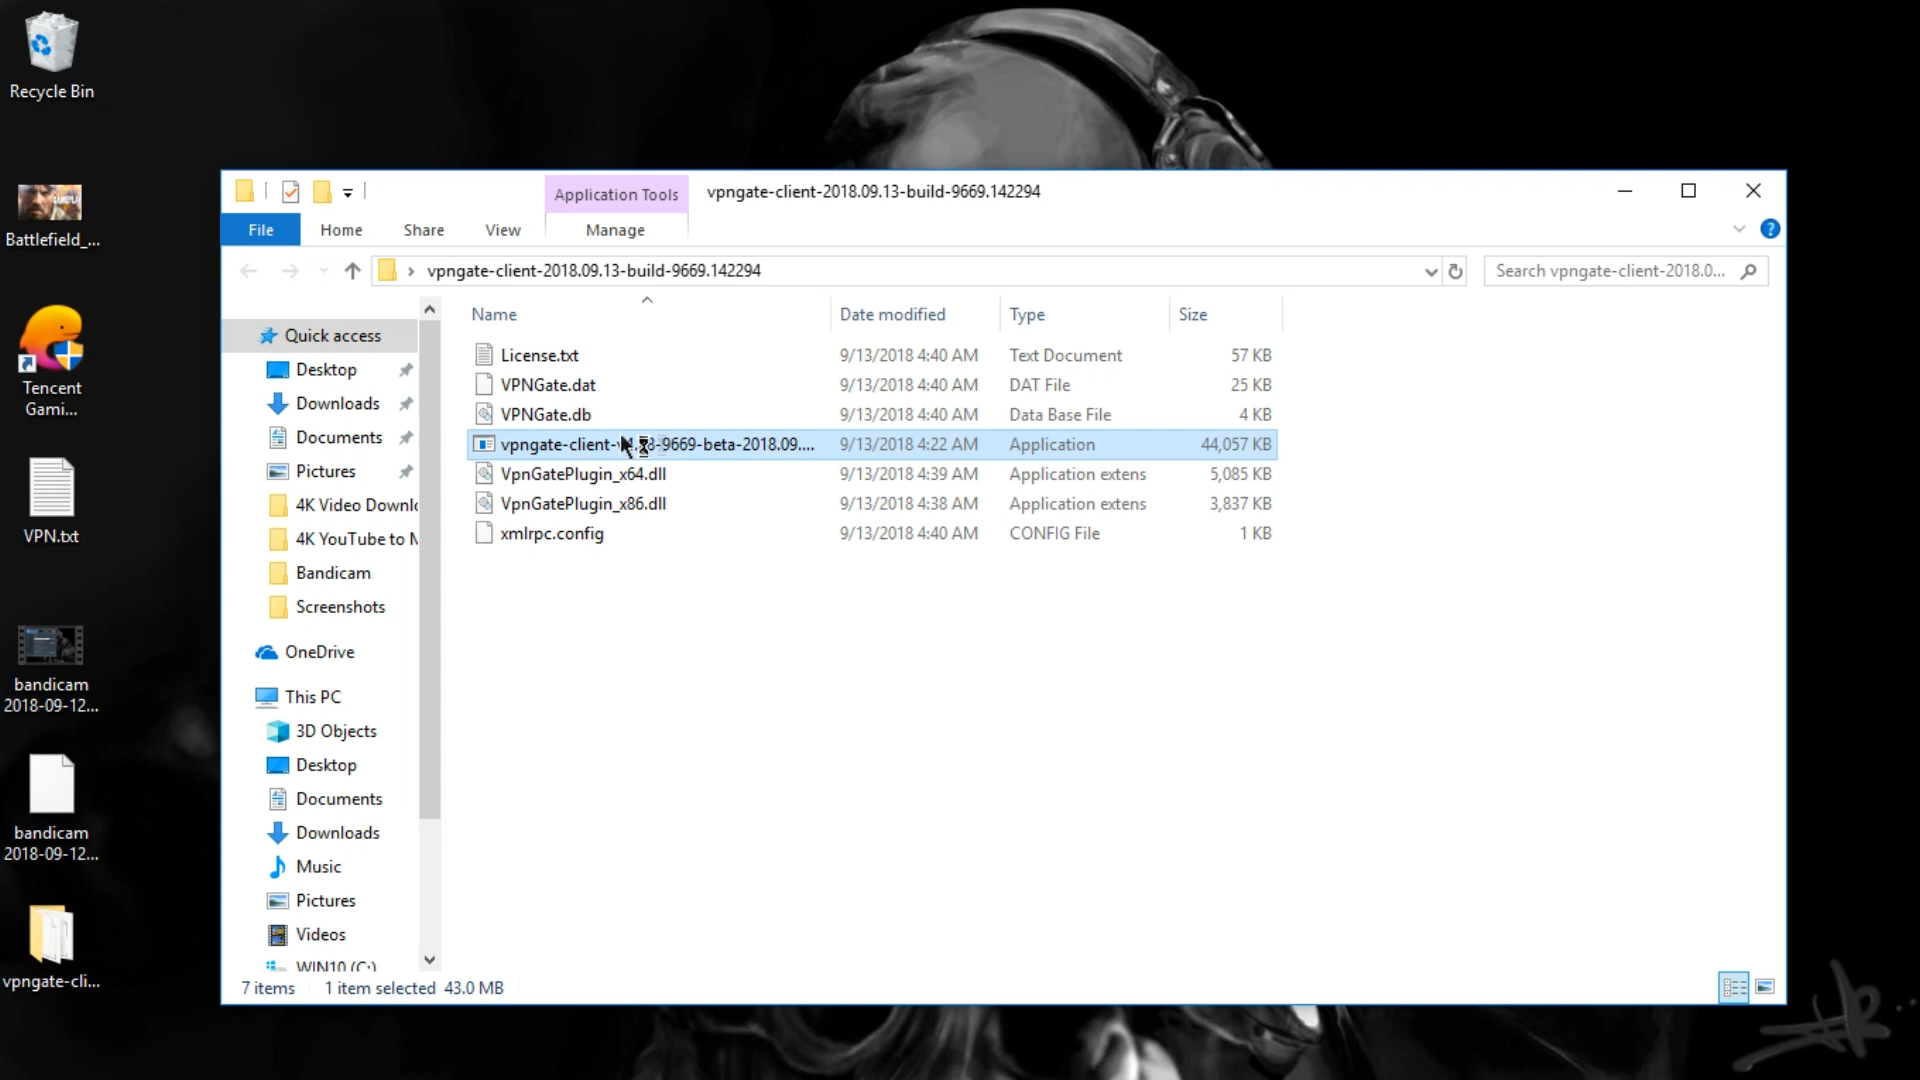 Recycle Bin
Battlefield_...
Tencent
Gami...
VPN.txt
bandicam
2018-09-12...
bandicam
2018-09-12...
vpngate-cli...
Application Tools
vpngate-client-2018.09.13-build-9669.142294
File
Home
Share
View
Manage
vpngate-client-2018.09.13-build-9669.142294
Search vpngate-client-2018.0...
Quick access
Desktop
Downloads
Documents
Pictures
4K Video Downlc
4K YouTube to M
Bandicam
Screenshots
OneDrive
This PC
3D Objects
Desktop
Documents
Downloads
Music
Pictures
Videos
WIN10 (C:)
Name Date modified Type Size
License.txt 9/13/2018 4:40 AM Text Document 57 KB
VPNGate.dat 9/13/2018 4:40 AM DAT File 25 KB
VPNGate.db 9/13/2018 4:40 AM Data Base File 4 KB
vpngate-client- -9669-beta-2018.09.... 9/13/2018 4:22 AM Application 44,057 KB
VpnGatePlugin_x64.dll 9/13/2018 4:39 AM Application extens 5,085 KB
VpnGatePlugin_x86.dll 9/13/2018 4:38 AM Application extens 3,837 KB
xmlrpc.config 9/13/2018 4:40 AM CONFIG File 1 KB
7 items 1 item selected 43.0 MB